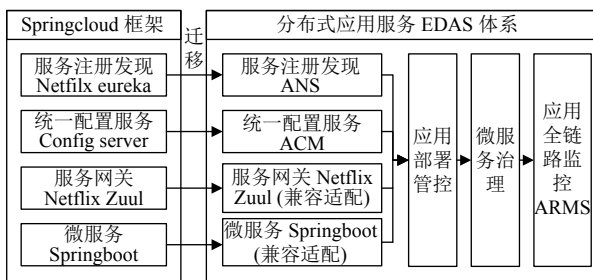 Springcloud 框架
迁
移
分布式应用服务 EDAS 体系
服务注册发现
Netfilx eureka
服务注册发现
ANS
统一配置服务
Config server
统一配置服务
ACM
服务网关
Netflix Zuul
服务网关 Netflix
Zuul (兼容适配)
微服务
Springboot
微服务 Springboot
(兼容适配)
应用
部署
管控
微服
务治
理
应用
全链
路监
控
ARMS